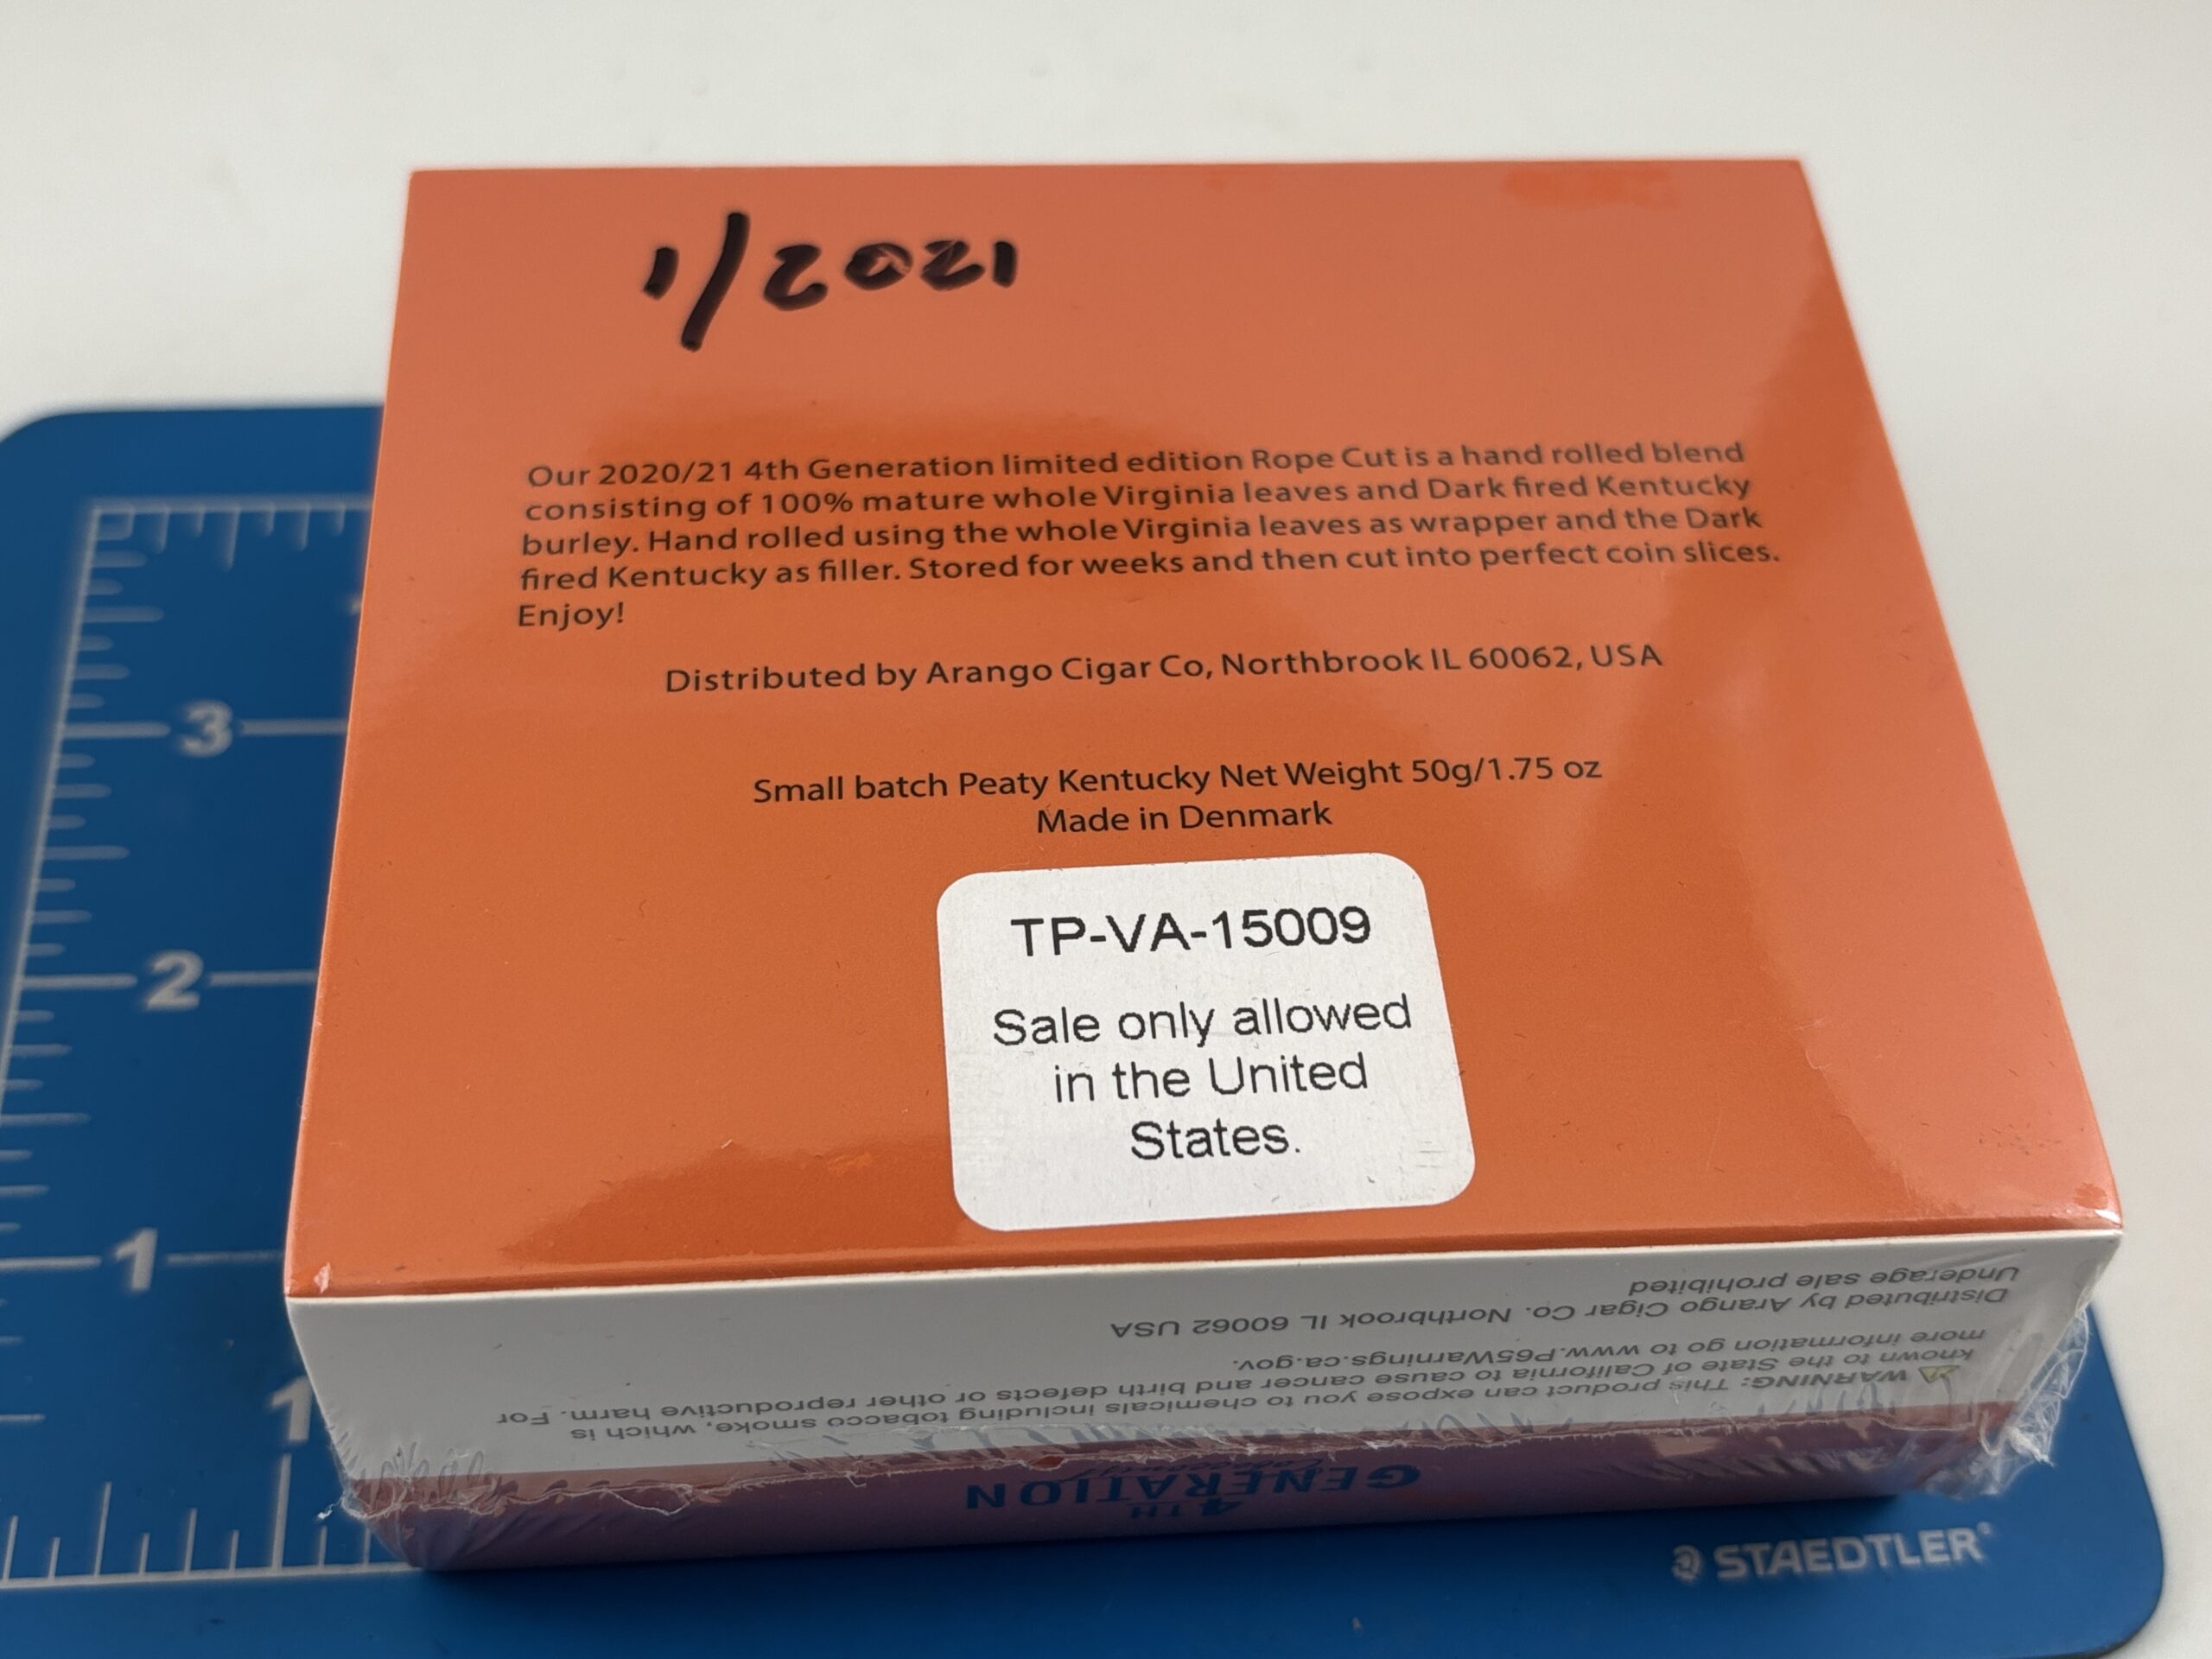 1/2021
Our 2020/21 4th Generation limited edition Rope Cut is a hand rolled blend
consisting of 100% mature whole Virginia leaves and Dark fired Kentucky
burley. Hand rolled using the whole Virginia leaves as wrapper and the Dark
fired Kentucky as filler. Stored for weeks and then cut into perfect coin slices.
Enjoy!
Distributed by Arango Cigar Co, Northbrook IL 60062, USA
Small batch Peaty Kentucky Net Weight 50g/1.75 oz
Made in Denmark
TP-VA-15009
Sale only allowed
in the United
States.
4TH
GENERATION
WARNING: This product can expose you to chemicals including tobacco smoke, which is
known to the State of California to cause cancer and birth defects or other reproductive harm. For
more information go to www.P65Warnings.ca.gov.
Distributed by Arango Cigar Co. Northbrook IL 60062 USA
Underage sale prohibited
3
2
1
1
STAEDTLER